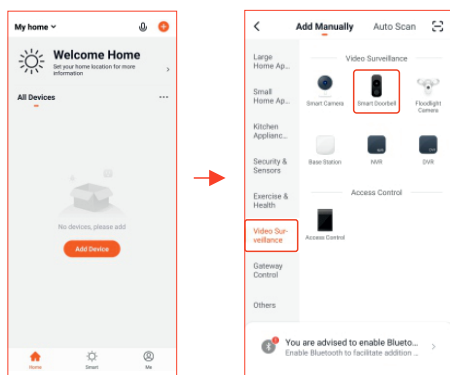 My home
Welcome Home
Set your home location for more
information
All Devices
No devices, please add
Add Device
Home
Smart
Me
Add Manually
Auto Scan
Large
Home Ap...
Small
Home Ap...
Kitchen
Applianc...
Security &
Sensors
Exercise &
Health
Video Sur-
veillance
Gateway
Control
Others
Video Surveillance
Smart Camera
Smart Doorbell
Floodlight
Camera
Base Station
NVR
DVR
Access Control
Access Control
You are advised to enable Blueto...
Enable Bluetooth to facilitate addition ...